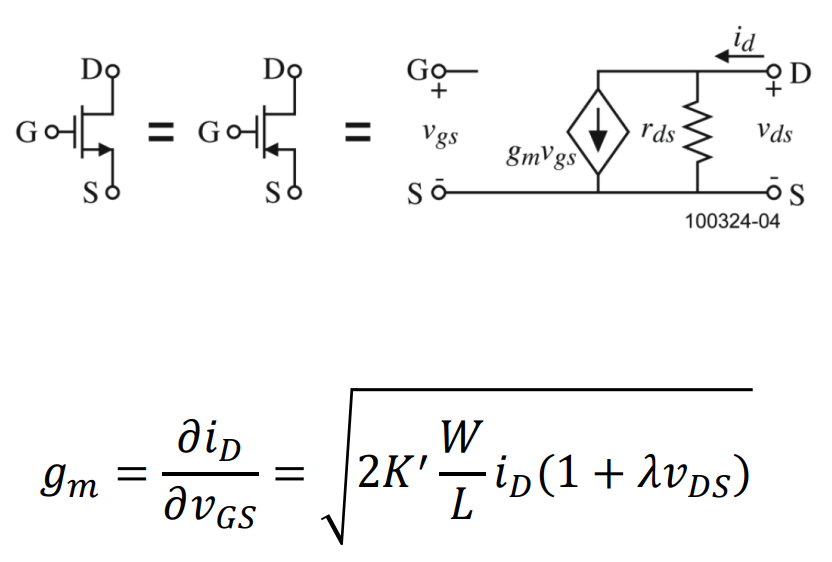 D D G i_d D
+ +
G = G = v_gs g_m v_gs r_ds v_ds
S S S - - S
100324-04
g_m = ∂i_D / ∂v_GS = √(2K′ W/L i_D(1 + λv_DS))